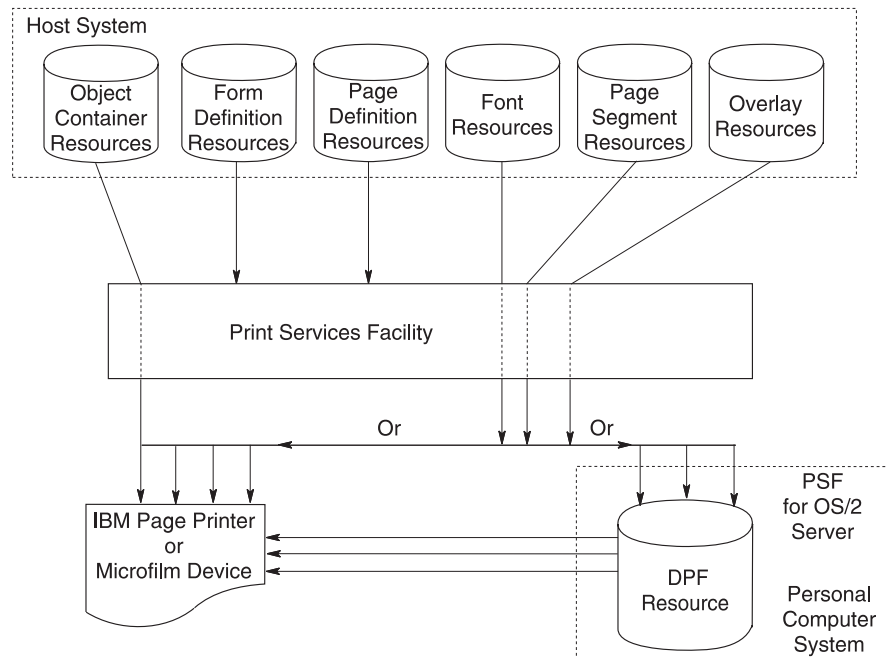 Host System
Object
Container
Resources
Form
Definition
Resources
Page
Definition
Resources
Font
Resources
Page
Segment
Resources
Overlay
Resources
Print Services Facility
Or
Or
IBM Page Printer
or
Microfilm Device
DPF
Resource
PSF
for OS/2
Server
Personal
Computer
System